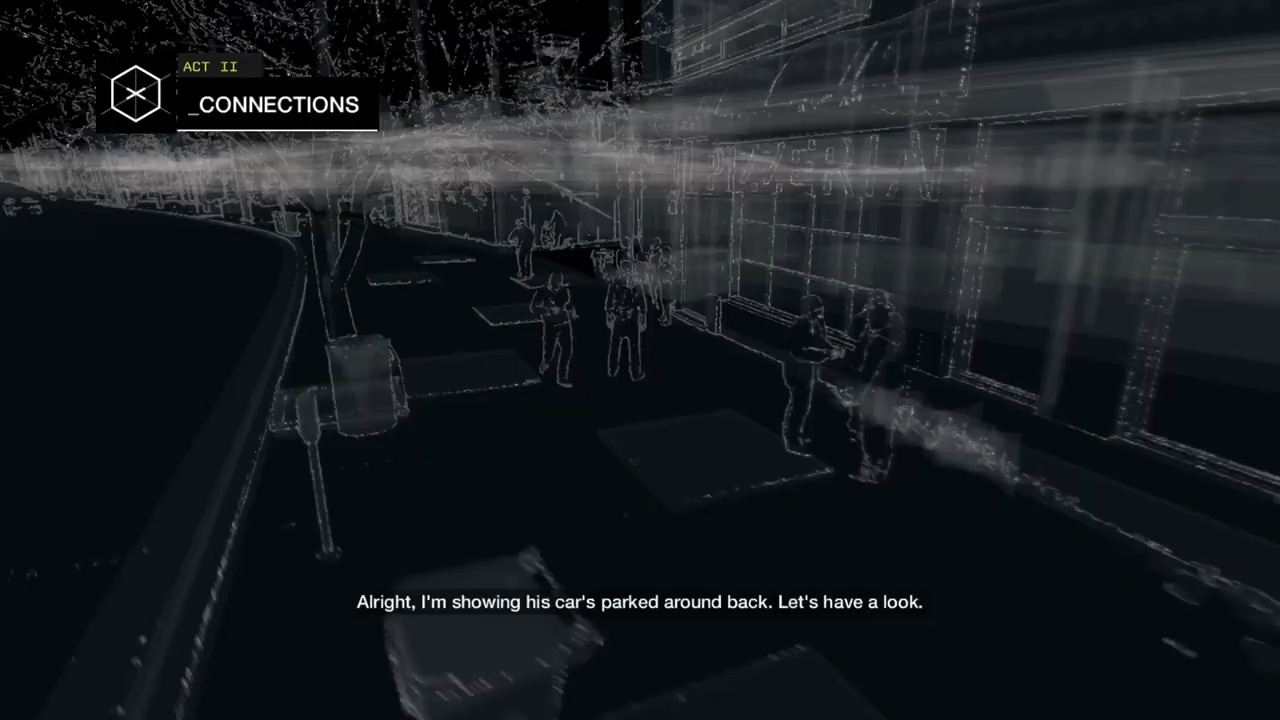 ACT II
_CONNECTIONS
Alright, I'm showing his car's parked around back. Let's have a look.